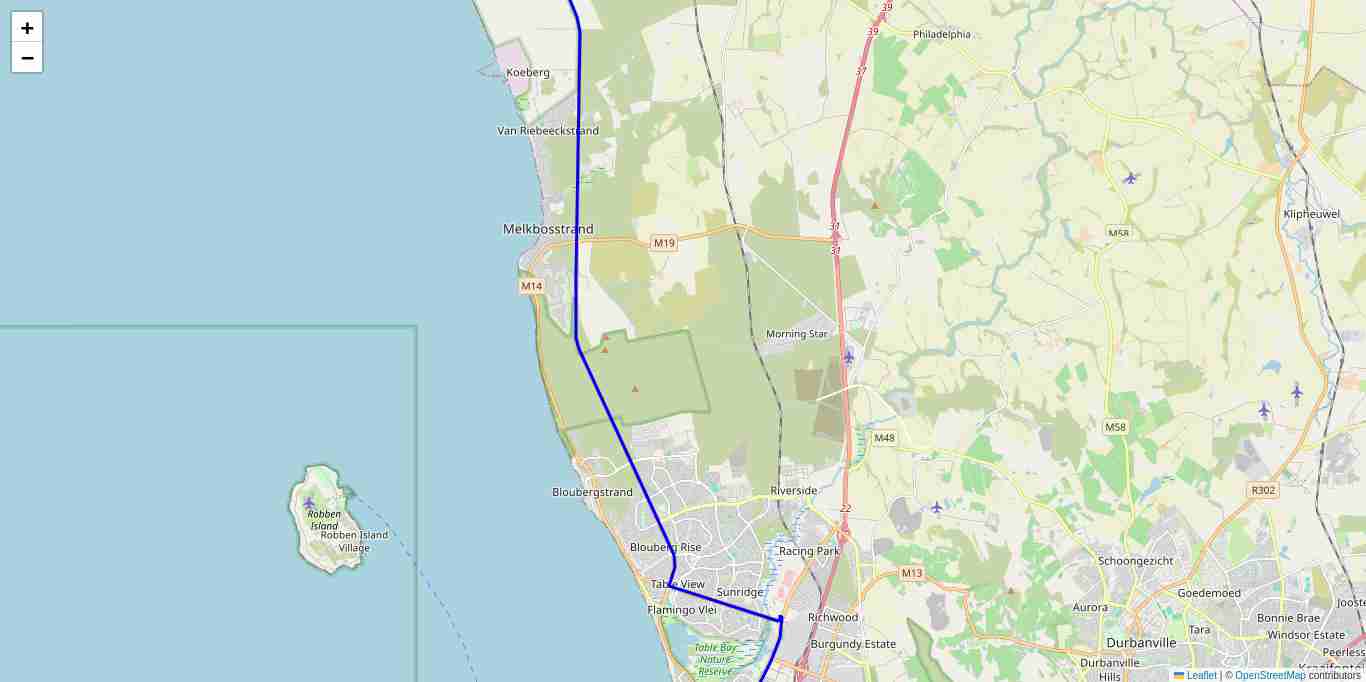 +
−
39
39
Philadelphia
37
Koeberg
Van Riebeeckstrand
M58
Klipheuwel
31
31
Melkbosstrand
M19
M14
Morning Star
M58
M48
R302
Bloubergstrand
Riverside
22
Robben
Island
Robben Island
Village
Blouberg Rise
Racing Park
Schoongezicht
M13
Table View
Sunridge
Goedemoed
Flamingo Vlei
Aurora
Richwood
Bonnie Brae
Tara
Windsor Estate
Burgundy Estate
Durbanville
Table Bay
Nature
Reserve
Peerless
Durbanville
Hills
Leaflet | © OpenStreetMap contributors